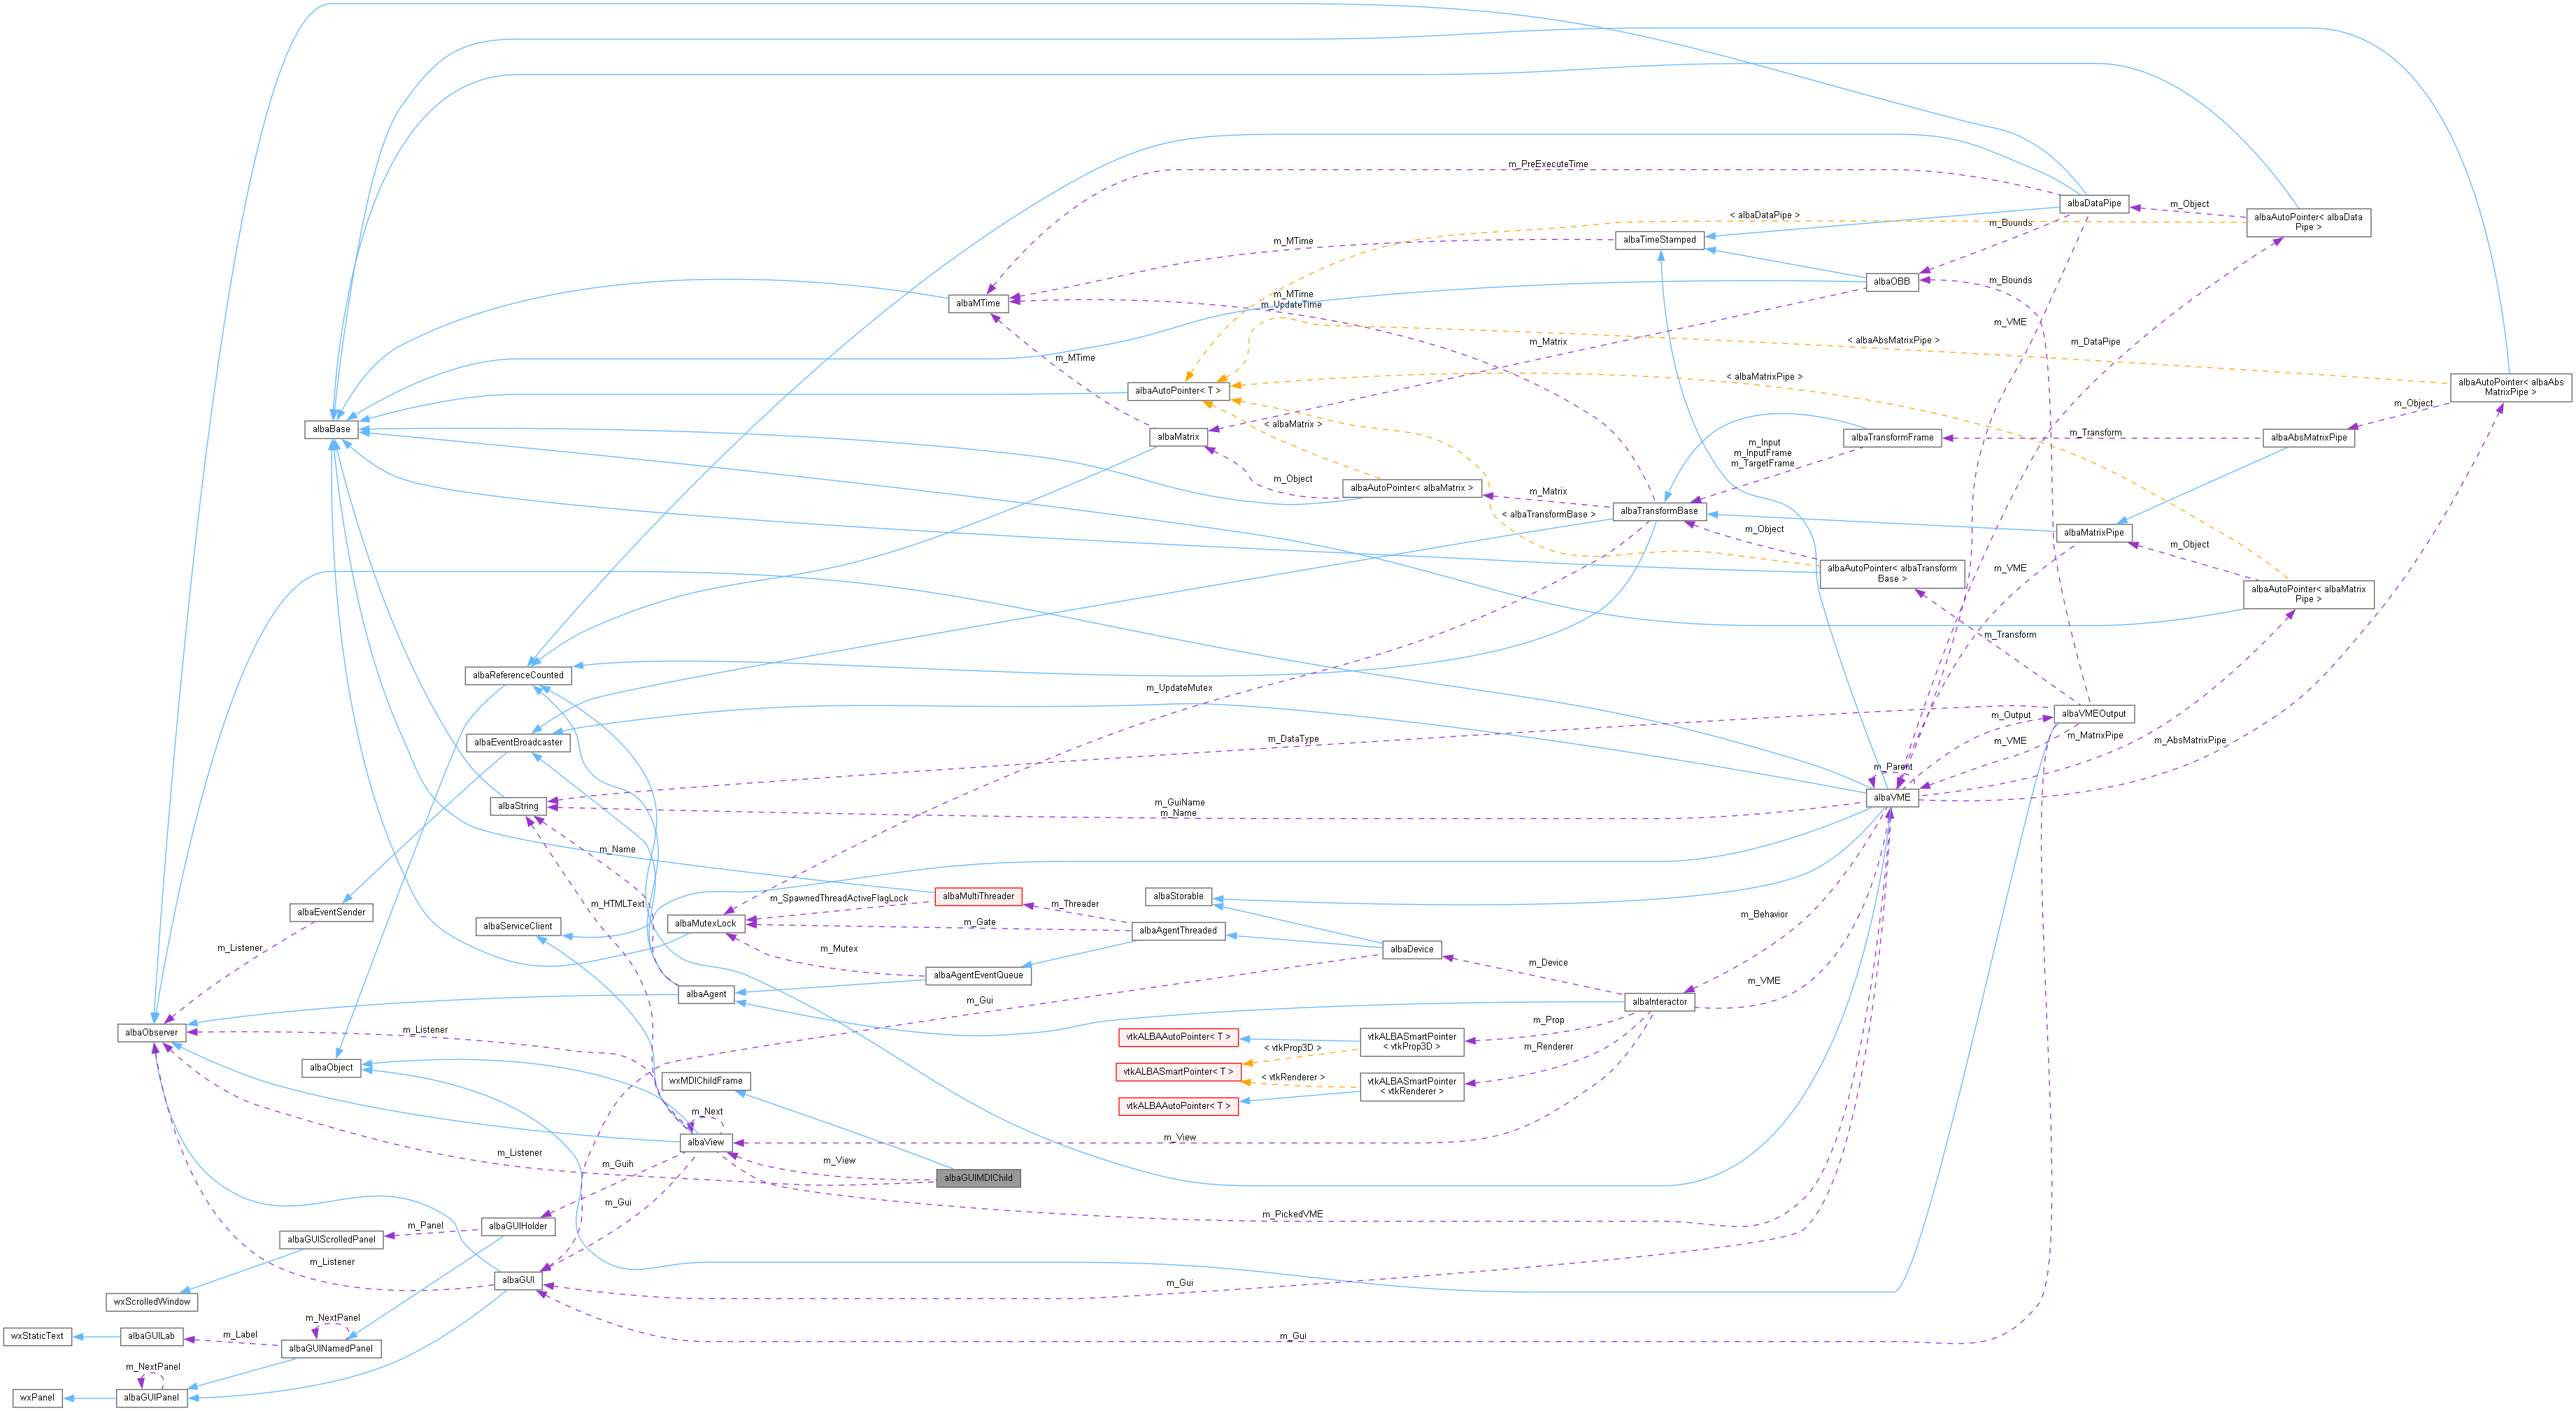 m_PreExecuteTime
albaDataPipe
m_Object
albaAutoPointer< albaData
Pipe >
< albaDataPipe >
m_Bounds
m_MTime
albaTimeStamped
albaOBB
m_Bounds
albaMTime
m_MTime
m_UpdateTime
m_VME
m_DataPipe
m_Matrix
< albaAbsMatrixPipe >
m_MTime
albaAutoPointer< T >
< albaMatrixPipe >
albaAutoPointer< albaAbs
MatrixPipe >
m_Object
albaBase
< albaMatrix >
albaMatrix
albaTransformFrame
m_Transform
albaAbsMatrixPipe
m_Input
m_InputFrame
m_TargetFrame
m_Object
albaAutoPointer< albaMatrix >
m_Matrix
albaTransformBase
< albaTransformBase >
m_Object
albaMatrixPipe
m_Object
m_VME
albaAutoPointer< albaTransform
Base >
albaAutoPointer< albaMatrix
Pipe >
m_Transform
albaReferenceCounted
m_UpdateMutex
albaVMEOutput
m_Output
albaEventBroadcaster
m_DataType
m_VME
m_MatrixPipe
m_AbsMatrixPipe
m_Parent
albaVME
albaString
m_GuiName
m_Name
m_Name
albaMultiThreader
m_SpawnedThreadActiveFlagLock
m_Threader
albaStorable
m_HTMLText
albaEventSender
albaServiceClient
albaMutexLock
m_Gate
albaAgentThreaded
m_Behavior
m_Listener
m_Mutex
albaDevice
albaAgentEventQueue
m_Device
m_VME
albaAgent
m_Gui
albaInteractor
albaObserver
m_Listener
m_Prop
vtkALBAAutoPointer< T >
vtkALBASmartPointer
< vtkProp3D >
< vtkProp3D >
m_Renderer
albaObject
wxMDIChildFrame
vtkALBASmartPointer< T >
< vtkRenderer >
vtkALBASmartPointer
< vtkRenderer >
vtkALBAAutoPointer< T >
m_Next
albaView
m_View
m_Listener
m_Guih
m_View
albaGUIMDIChild
m_Gui
m_PickedVME
m_Panel
albaGUIHolder
albaGUIScrolledPanel
m_Listener
albaGUI
m_Gui
wxScrolledWindow
m_NextPanel
wxStaticText
albaGUILab
m_Label
albaGUINamedPanel
m_Gui
m_NextPanel
wxPanel
albaGUIPanel